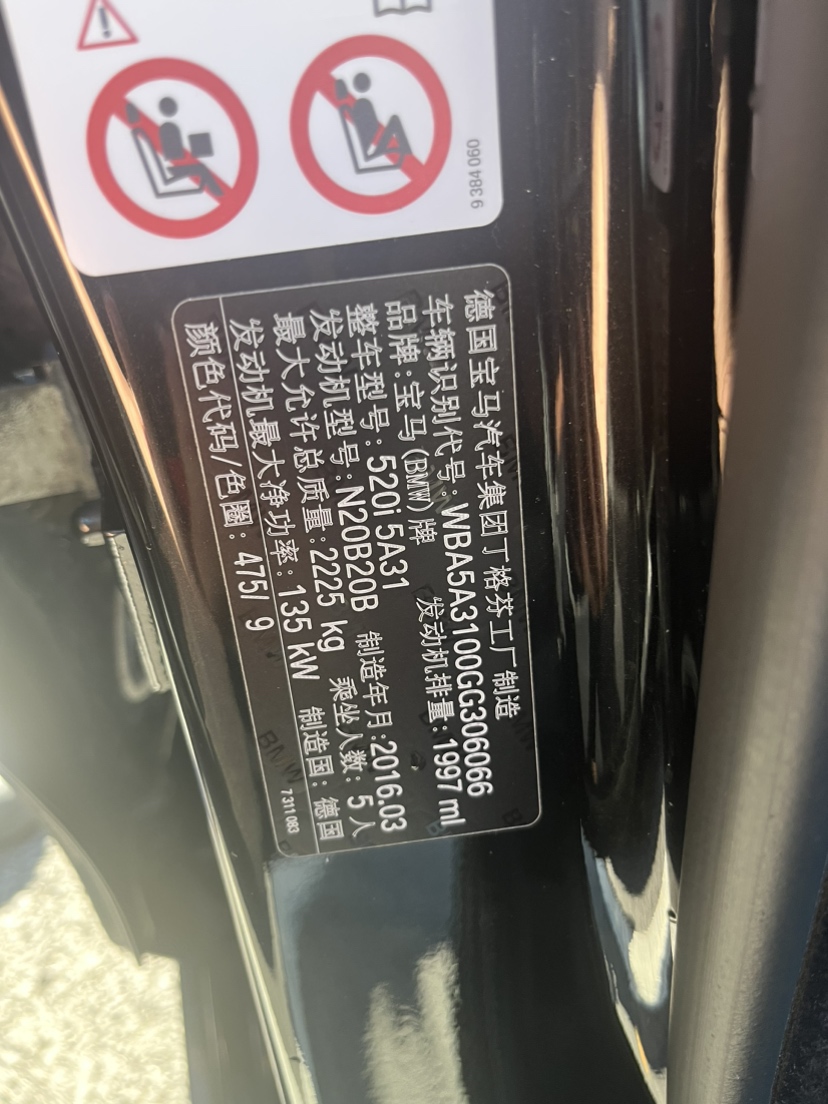 9 384 060
德国宝马汽车集团丁格芬工厂制造
车辆识别代号:WBA5A3100GG306066
品牌:宝马(BMW)牌 发动机排量:1997 ml
整车型号:520i 5A31
发动机型号:N20B20B 制造年月:2016.03
最大允许总质量:2225 kg 乘坐人数: 5 人
发动机最大净功率:135 kW 制造国: 德国
颜色代码/色圈: 475/ 9
7 311 083